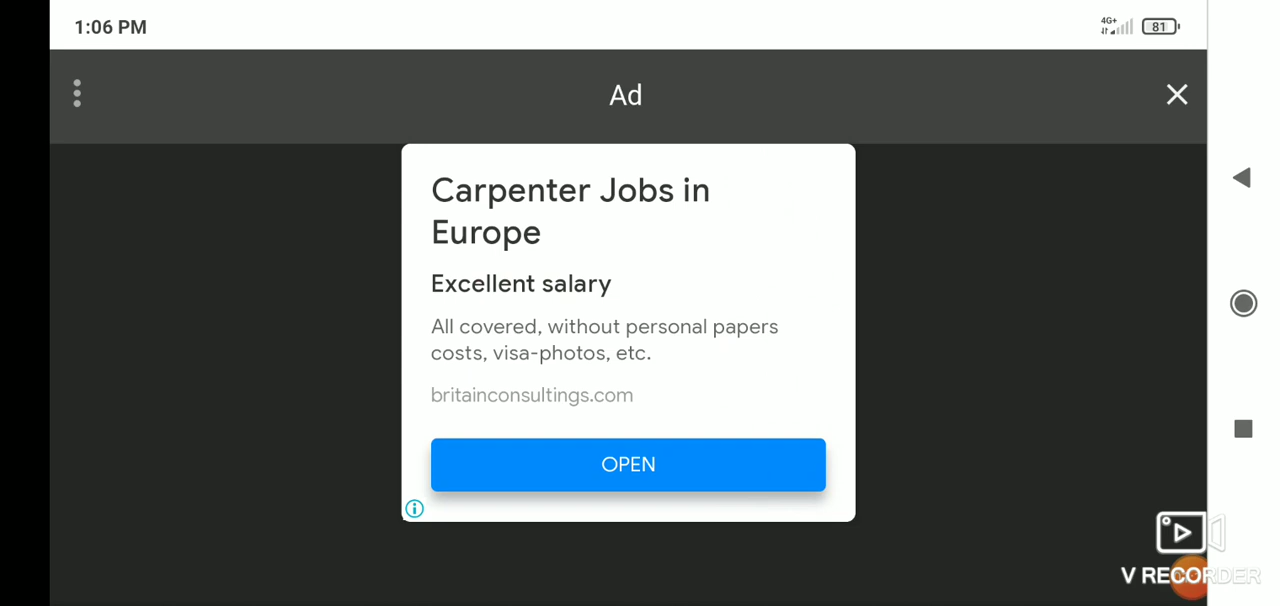 1:06 PM
4G+
81
Ad
Carpenter Jobs in
Europe
Excellent salary
All covered, without personal papers
costs, visa-photos, etc.
britainconsultings.com
OPEN
V RECORDER